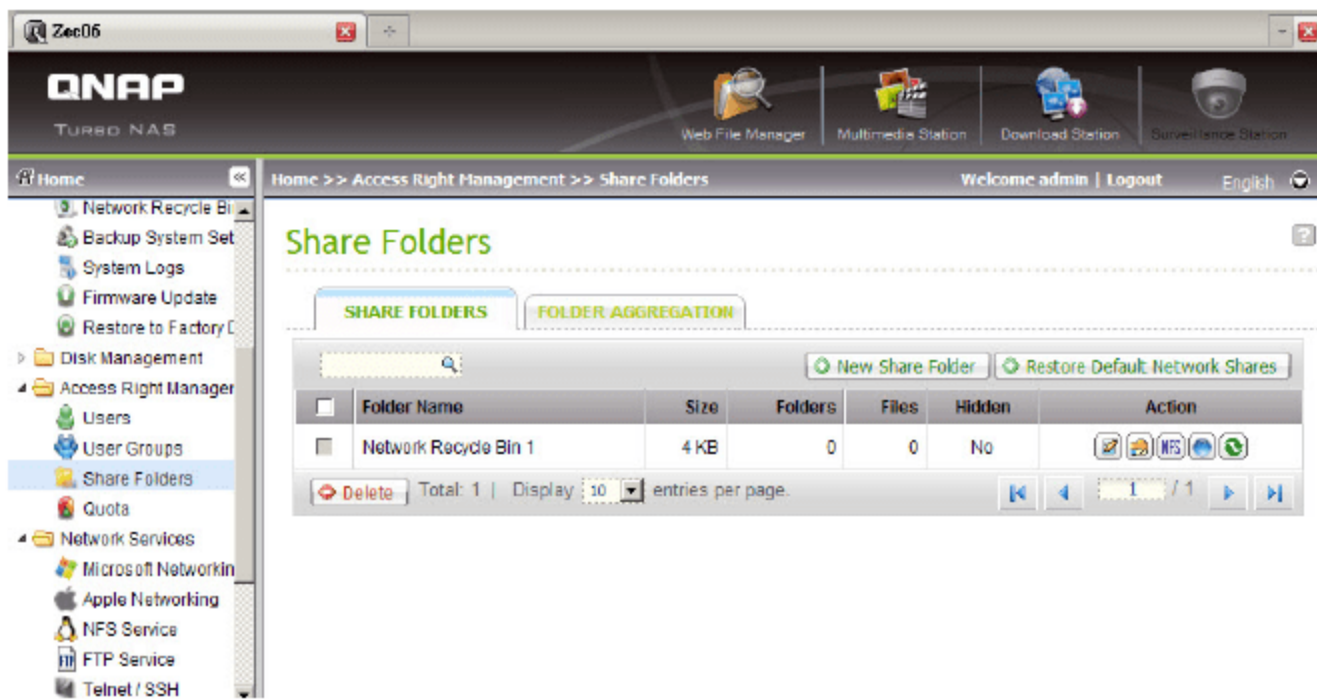 Zec06
QNAP
TURBO NAS
Web File Manager
Multimedia Station
Download Station
Surveillance Station
Home
Home >> Access Right Management >> Share Folders
Welcome admin | Logout
English
Network Recycle Bi
Backup System Set
System Logs
Firmware Update
Restore to Factory D
Disk Management
Access Right Manager
Users
User Groups
Share Folders
Quota
Network Services
Microsoft Networkin
Apple Networking
NFS Service
FTP Service
Telnet / SSH
Share Folders
SHARE FOLDERS
FOLDER AGGREGATION
New Share Folder
Restore Default Network Shares
Folder Name Size Folders Files Hidden Action
Network Recycle Bin 1 4 KB 0 0 No NFS
Delete Total: 1 | Display 10 entries per page. 1 / 1